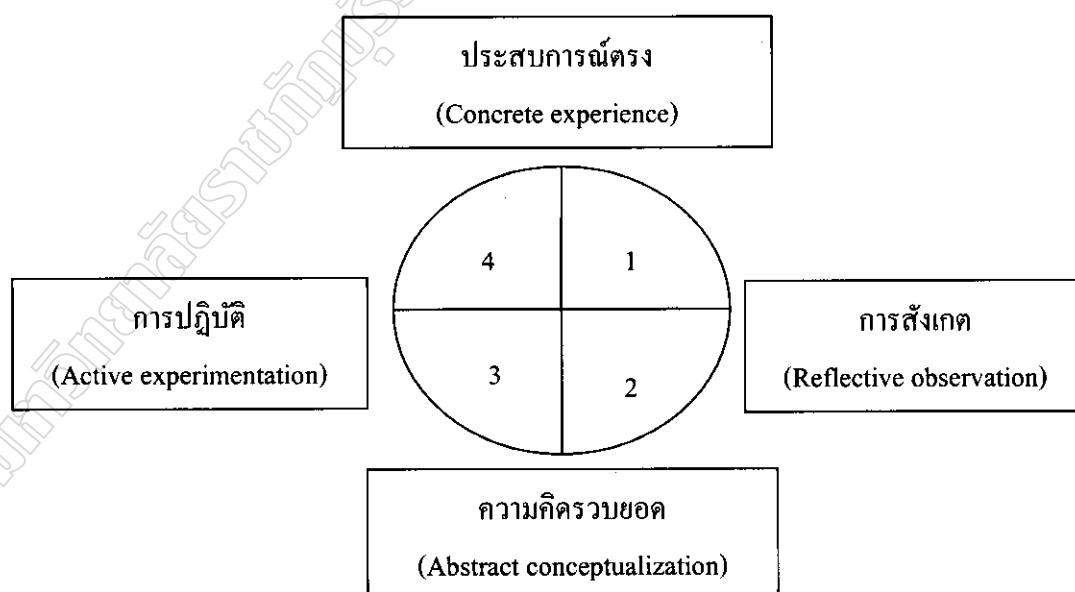 ประสบการณ์ตรง
(Concrete experience)
4
1
การปฏิบัติ
(Active experimentation)
การสังเกต
(Reflective observation)
3
2
ความคิดรวบยอด
(Abstract conceptualization)